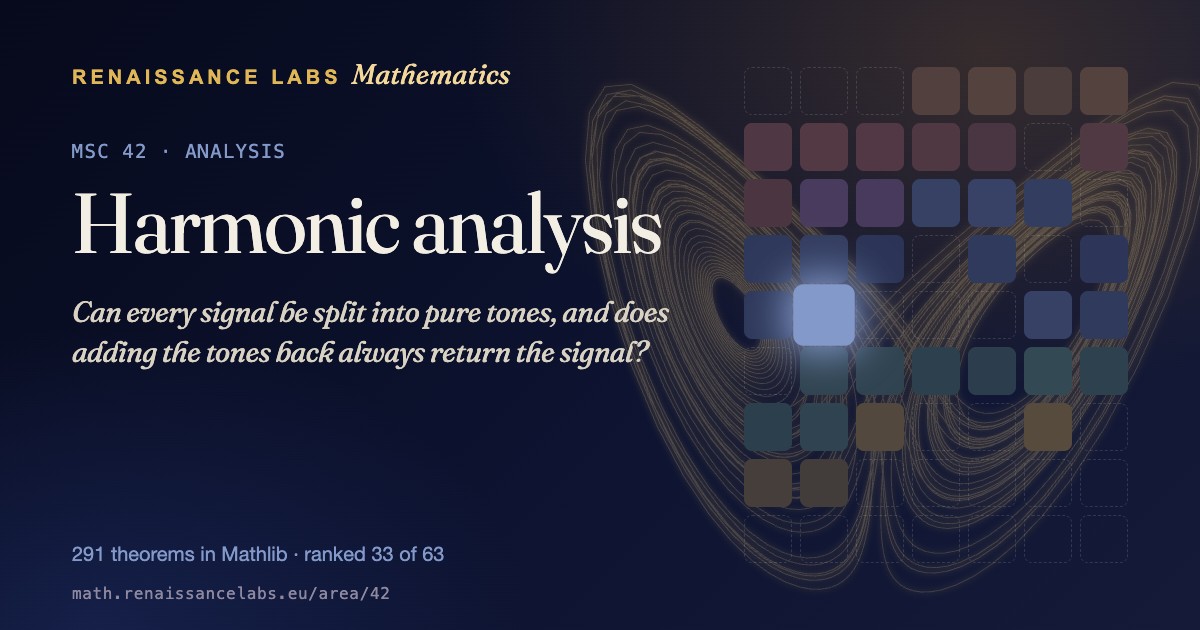 RENAISSANCE LABS Mathematics
MSC 42 · ANALYSIS
Harmonic analysis
Can every signal be split into pure tones, and does
adding the tones back always return the signal?
291 theorems in Mathlib · ranked 33 of 63
math.renaissancelabs.eu/area/42